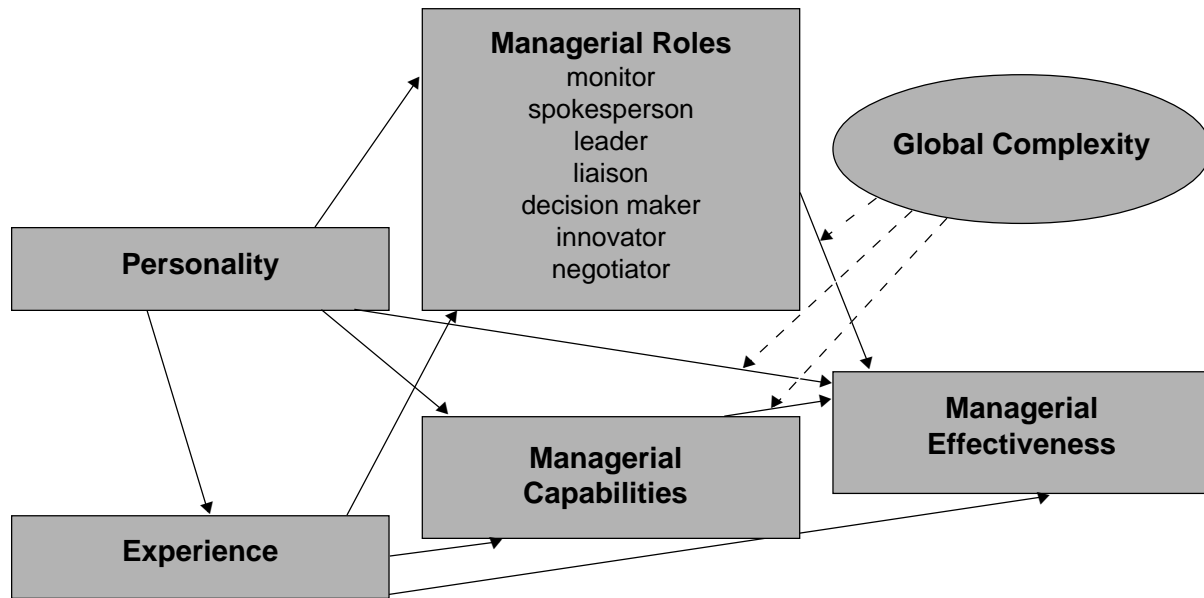 Managerial Roles
monitor
spokesperson
leader
liaison
decision maker
innovator
negotiator
Global Complexity
Personality
Managerial
Capabilities
Managerial
Effectiveness
Experience